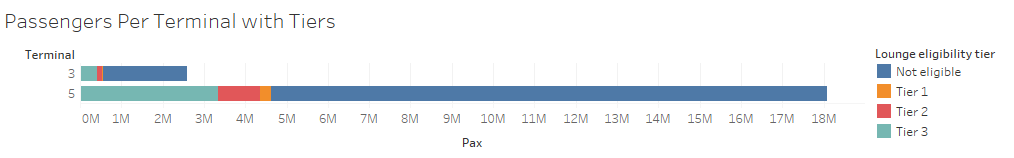 Passengers Per Terminal with Tiers
Terminal
3
5
0M 1M 2M 3M 4M 5M 6M 7M 8M 9M 10M 11M 12M 13M 14M 15M 16M 17M 18M
Pax
Lounge eligibility tier
Not eligible
Tier 1
Tier 2
Tier 3